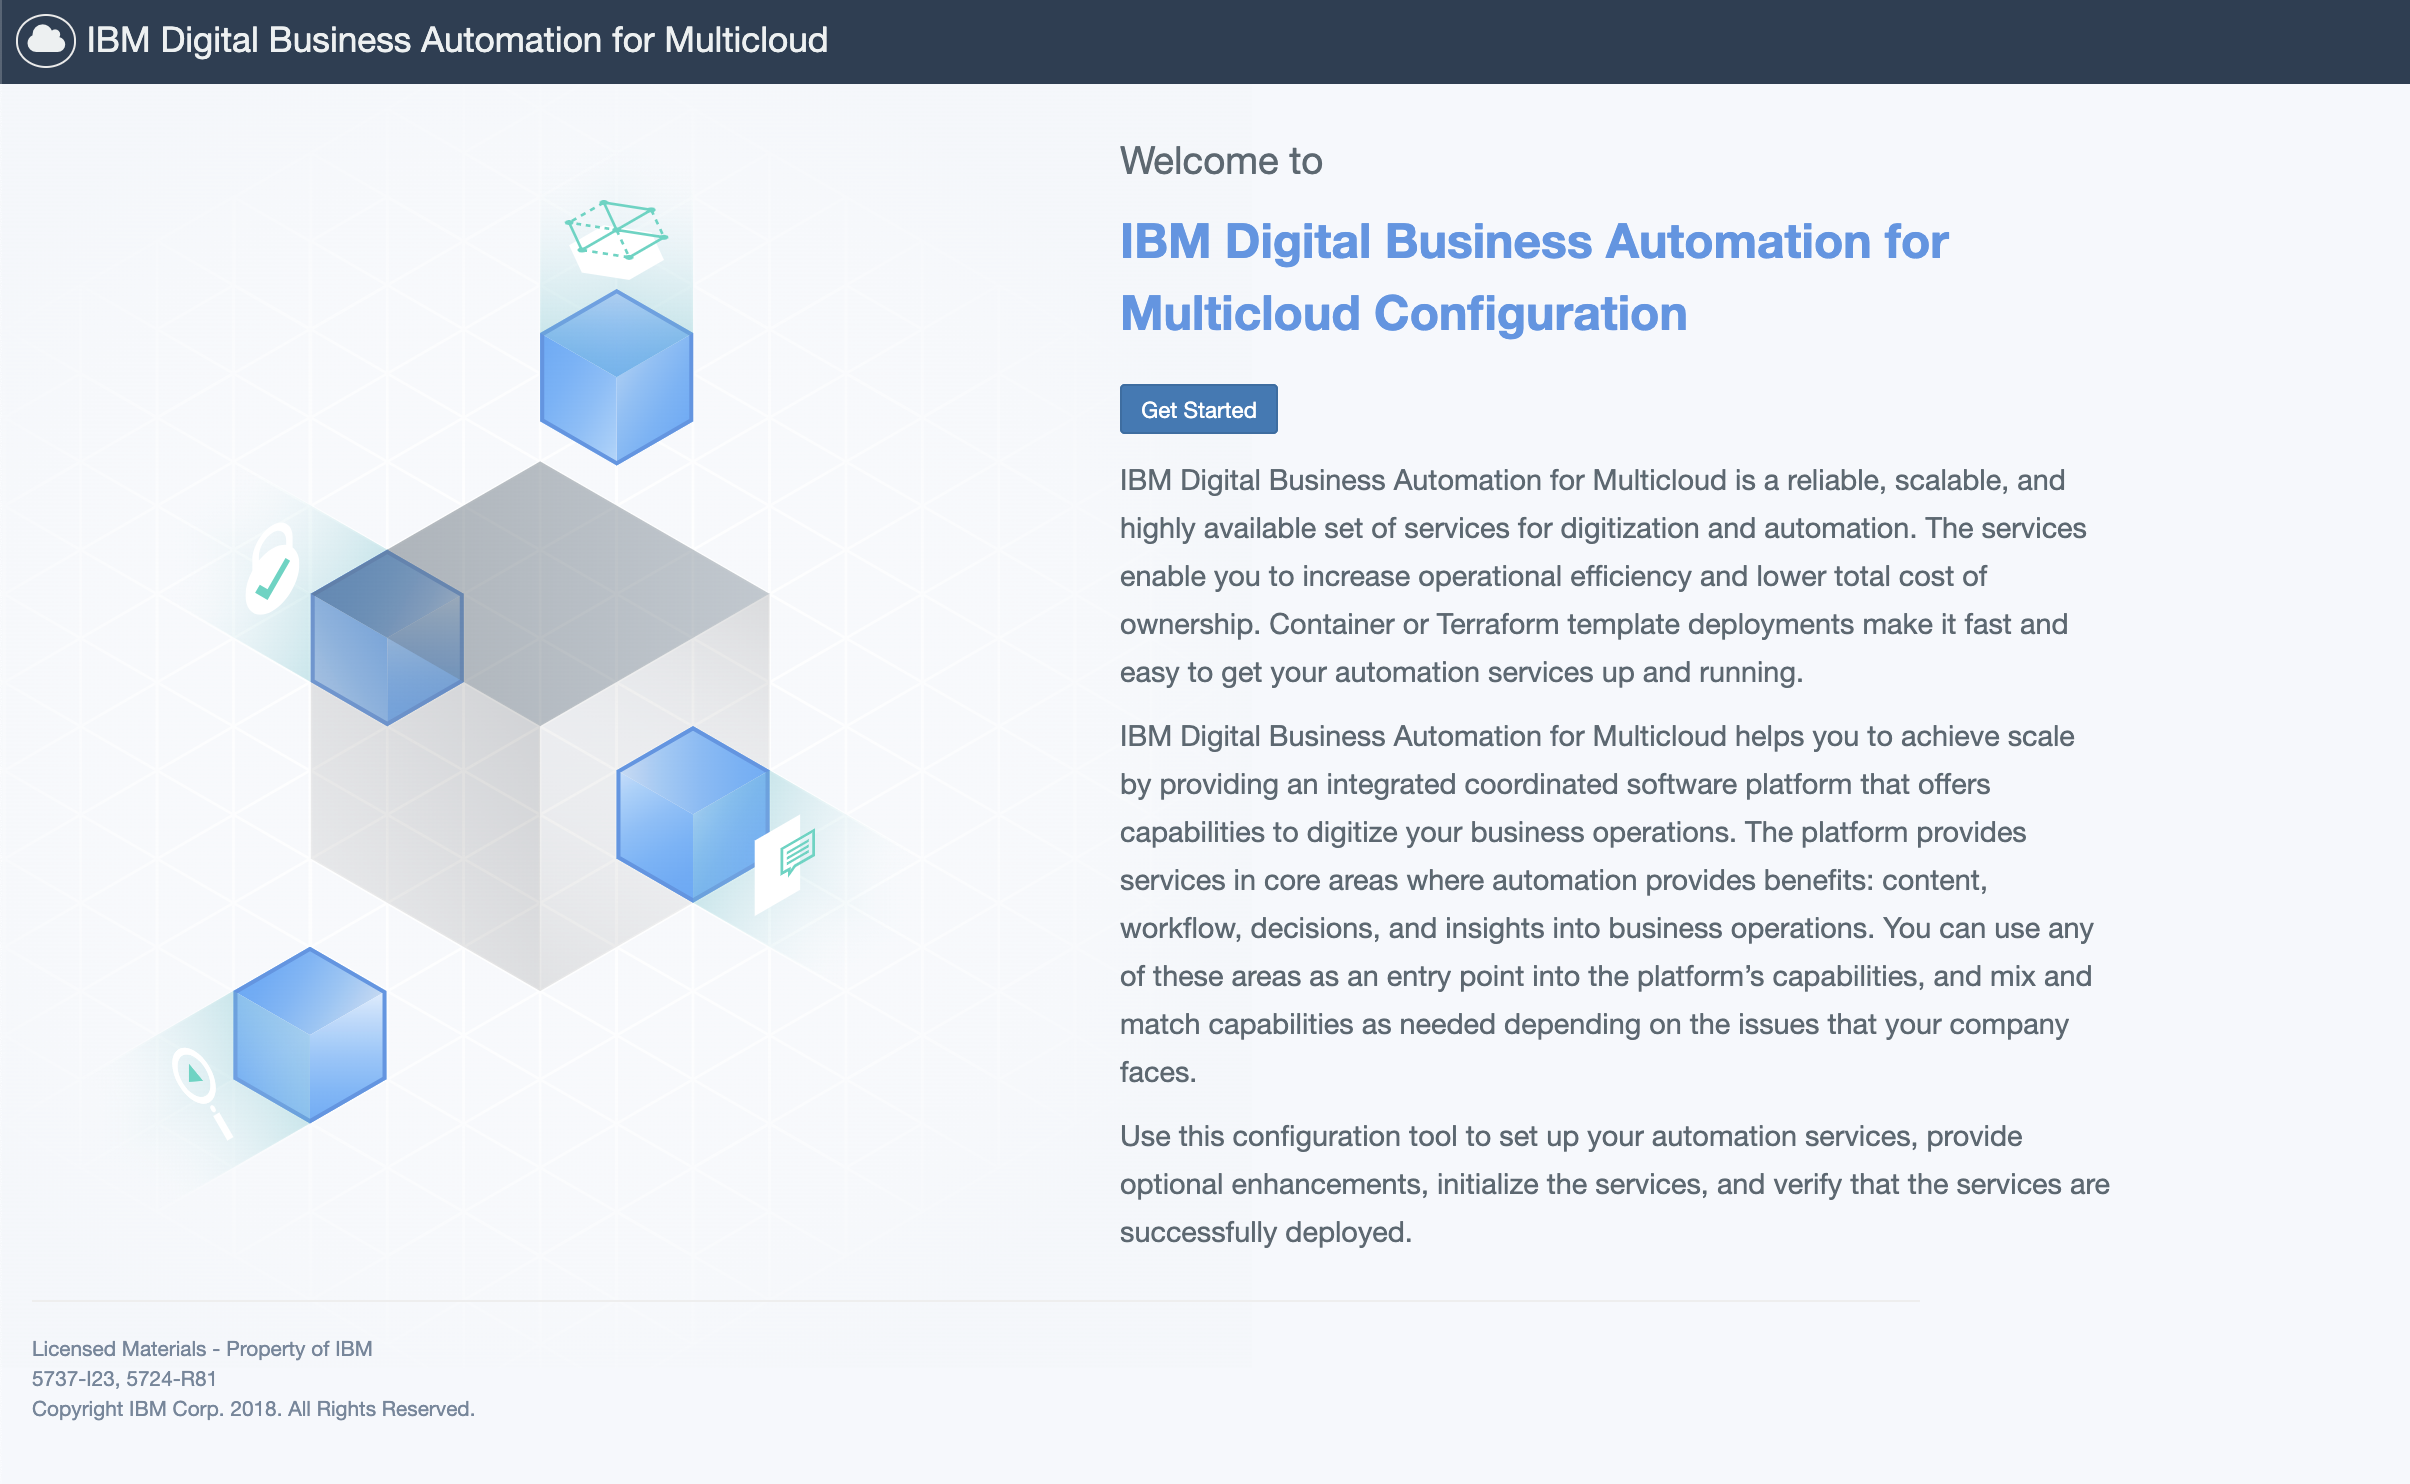 IBM Digital Business Automation for Multicloud
Welcome to
IBM Digital Business Automation for
Multicloud Configuration
Get Started
IBM Digital Business Automation for Multicloud is a reliable, scalable, and
highly available set of services for digitization and automation. The services
enable you to increase operational efficiency and lower total cost of
ownership. Container or Terraform template deployments make it fast and
easy to get your automation services up and running.
IBM Digital Business Automation for Multicloud helps you to achieve scale
by providing an integrated coordinated software platform that offers
capabilities to digitize your business operations. The platform provides
services in core areas where automation provides benefits: content,
workflow, decisions, and insights into business operations. You can use any
of these areas as an entry point into the platform’s capabilities, and mix and
match capabilities as needed depending on the issues that your company
faces.
Use this configuration tool to set up your automation services, provide
optional enhancements, initialize the services, and verify that the services are
successfully deployed.
Licensed Materials - Property of IBM
5737-I23, 5724-R81
Copyright IBM Corp. 2018. All Rights Reserved.